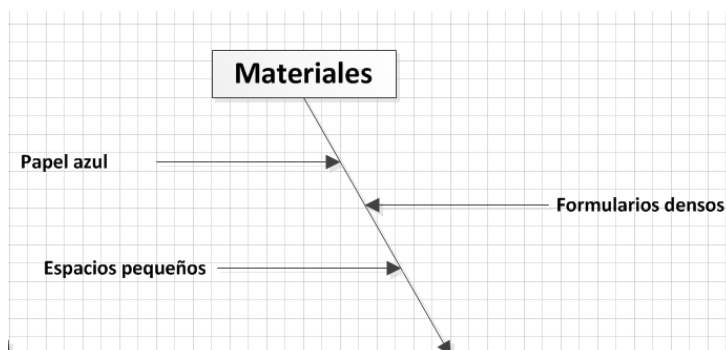 Materiales
Papel azul
Formularios densos
Espacios pequeños